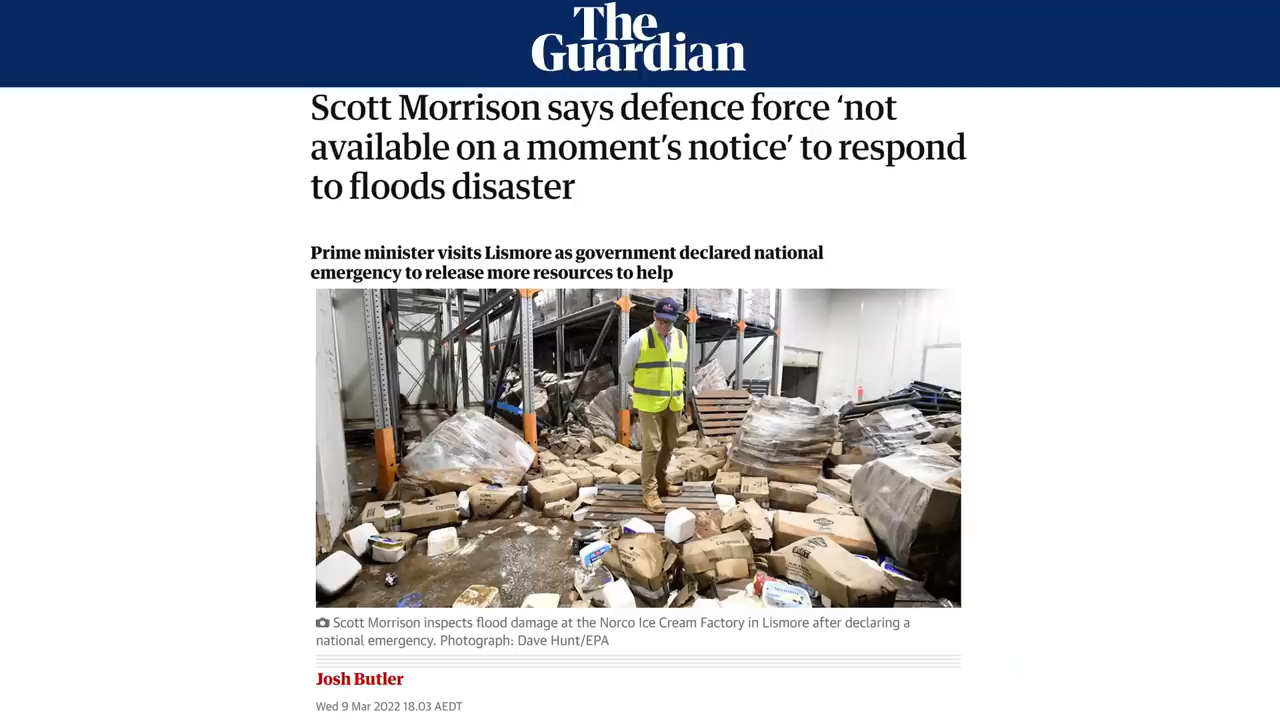 The
Guardian
Scott Morrison says defence force ‘not
available on a moment’s notice’ to respond
to floods disaster
Prime minister visits Lismore as government declared national
emergency to release more resources to help
Scott Morrison inspects flood damage at the Norco Ice Cream Factory in Lismore after declaring a
national emergency. Photograph: Dave Hunt/EPA
Josh Butler
Wed 9 Mar 2022 18.03 AEDT